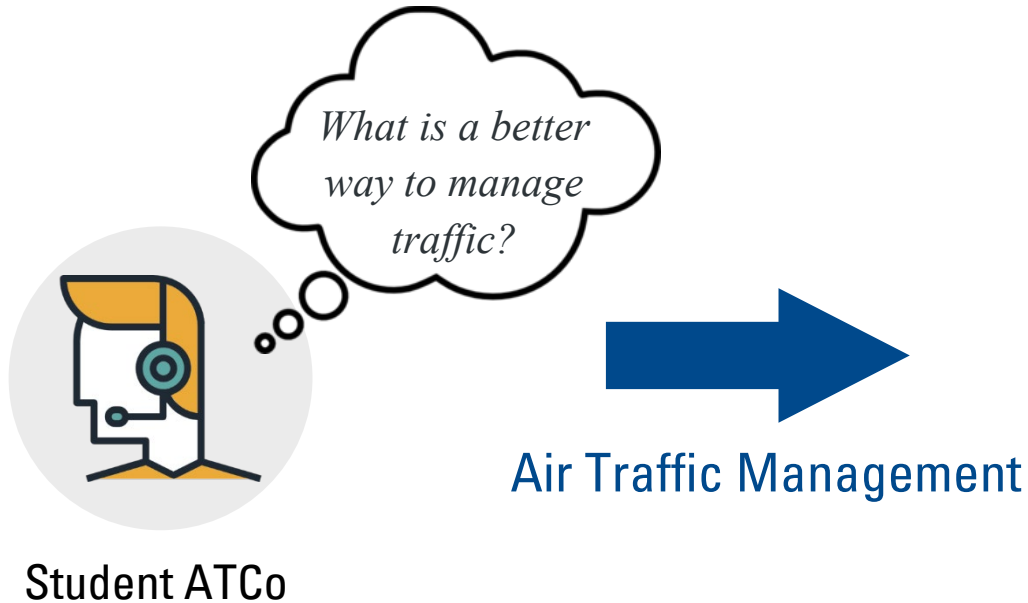 What is a better
way to manage
traffic?
Air Traffic Management
Student ATCo